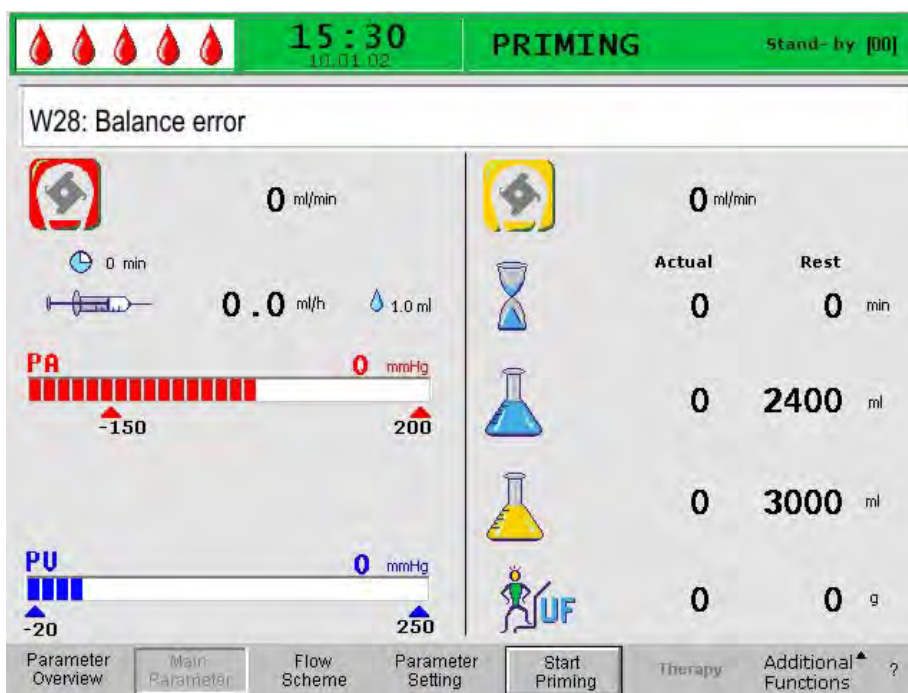 15:30
10.01.02
PRIMING
Stand-by [00]
W28: Balance error
0 ml/min
0 min
0.0 ml/h
1.0 ml
PA 0 mmHg
-150 200
PV 0 mmHg
-20 250
0 ml/min
Actual Rest
0 0 min
0 2400 ml
0 3000 ml
UF 0 0 g
Parameter Overview
Main Parameter
Flow Scheme
Parameter Setting
Start Priming
Therapy
Additional Functions
?